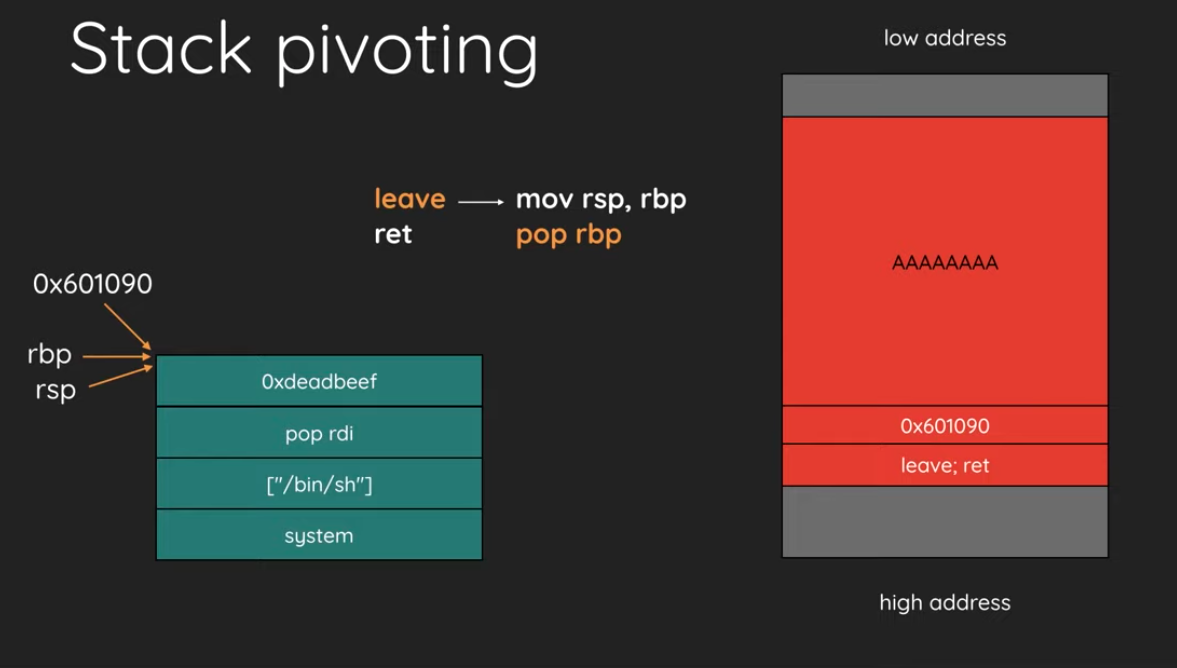 Stack pivoting
low address
leave mov rsp, rbp
ret pop rbp
AAAAAAAA
0x601090
rbp
rsp
0xdeadbeef
pop rdi
["/bin/sh"]
system
0x601090
leave; ret
high address